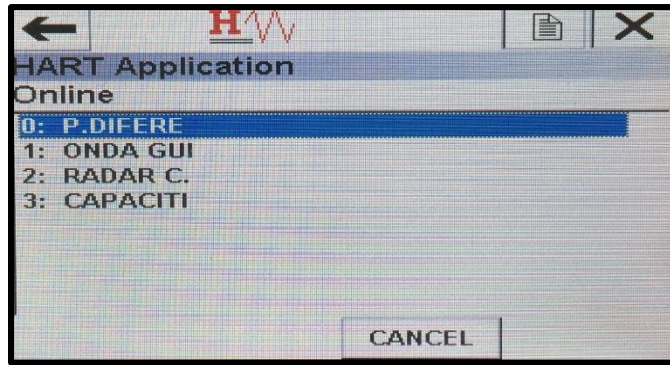 H
HART Application
Online
0: P.DIFERE
1: ONDA GUI
2: RADAR C.
3: CAPACITI
CANCEL